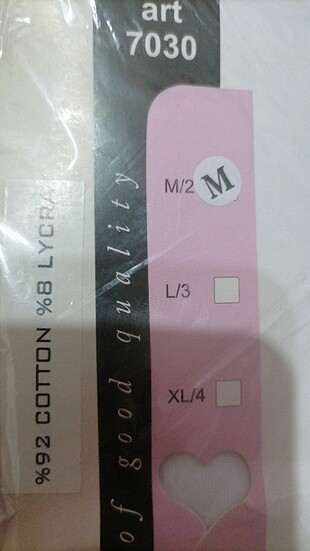 art
7030
M/2 M
L/3
XL/4
of good quality
%92 COTTON %8 LYCRA